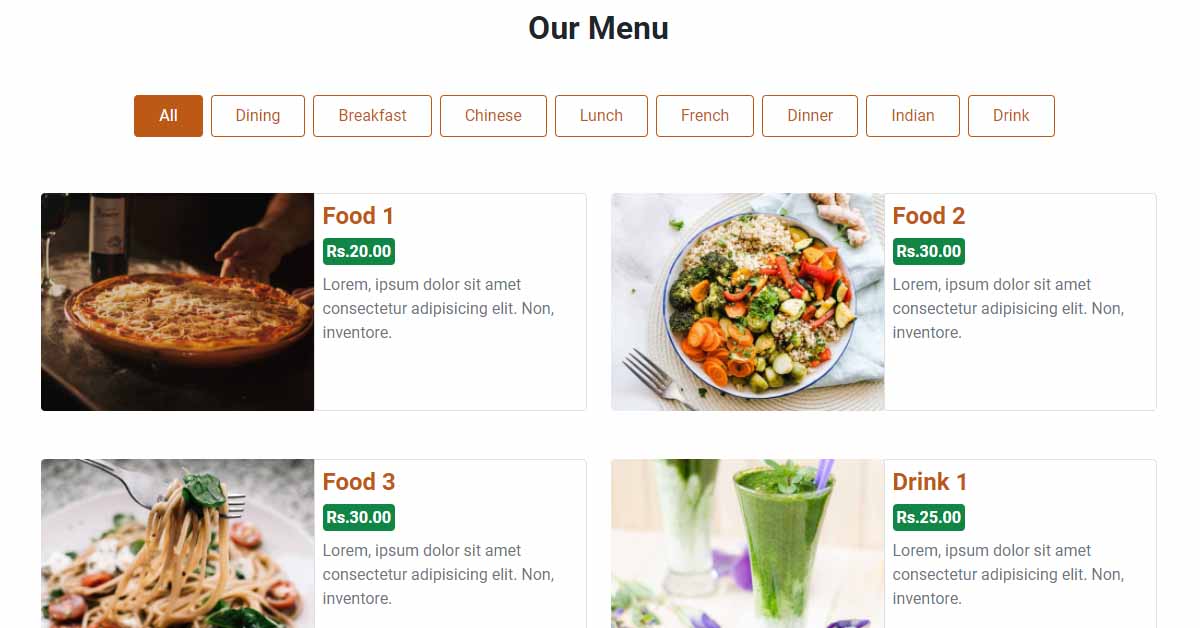 Our Menu
All
Dining
Breakfast
Chinese
Lunch
French
Dinner
Indian
Drink
Food 1
Rs.20.00
Lorem, ipsum dolor sit amet
consectetur adipisicing elit. Non,
inventore.
Food 2
Rs.30.00
Lorem, ipsum dolor sit amet
consectetur adipisicing elit. Non,
inventore.
Food 3
Rs.30.00
Lorem, ipsum dolor sit amet
consectetur adipisicing elit. Non,
inventore.
Drink 1
Rs.25.00
Lorem, ipsum dolor sit amet
consectetur adipisicing elit. Non,
inventore.